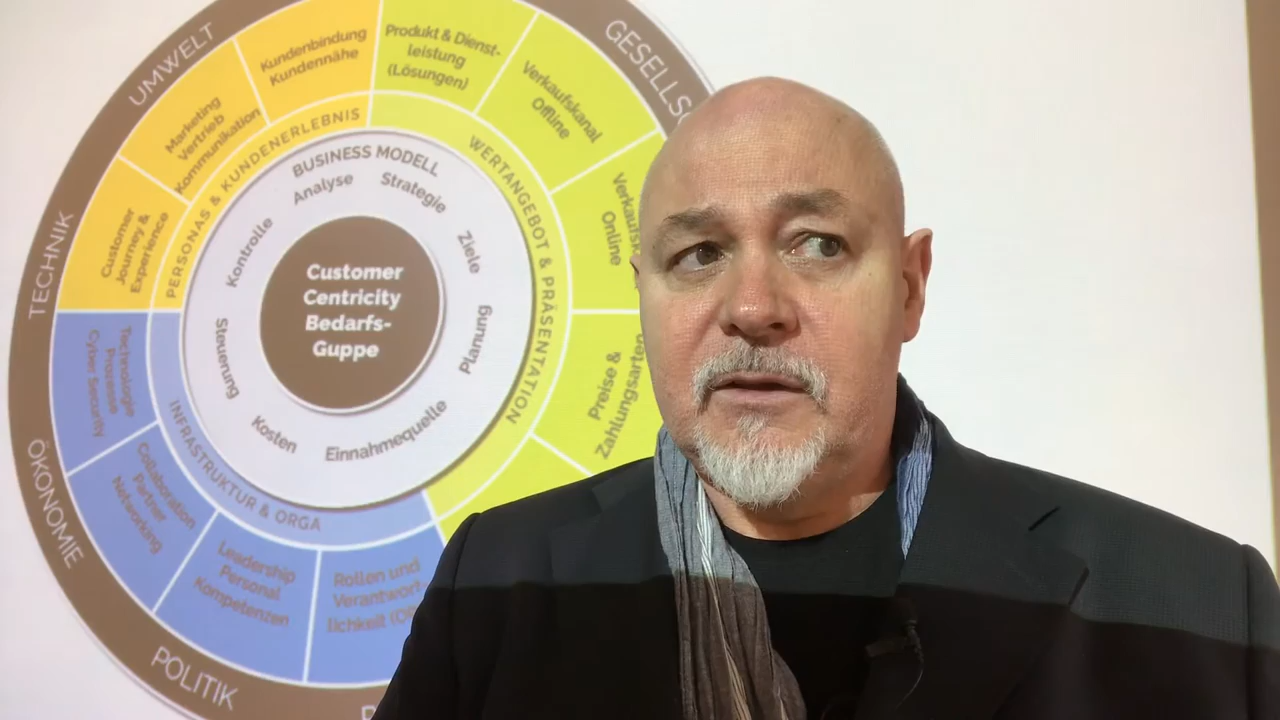 UMWELT
TECHNIK
ÖKONOMIE
POLITIK
Kundenbindung
Kundennähe
Produkt & Dienst-
leistung
(Lösungen)
Verkaufskanal
Offline
Online
Preise &
Zahlungsarten
Marketing
Vertrieb
Kommunikation
Customer
Journey &
Experience
Technologie
Prozesse
Cyber Security
Collaboration
Partner
Networking
Leadership
Personal
Kompetenzen
Rollen und
Verantwort-
lichkeit
PERSONAS & KUNDENERLEBNIS
WERTANGEBOT & PRÄSENTATION
INFRASTRUKTUR & ORGA
BUSINESS MODELL
Analyse
Strategie
Ziele
Planung
Einnahmequelle
Kosten
Steuerung
Kontrolle
Customer
Centricity
Bedarfs-
Guppe